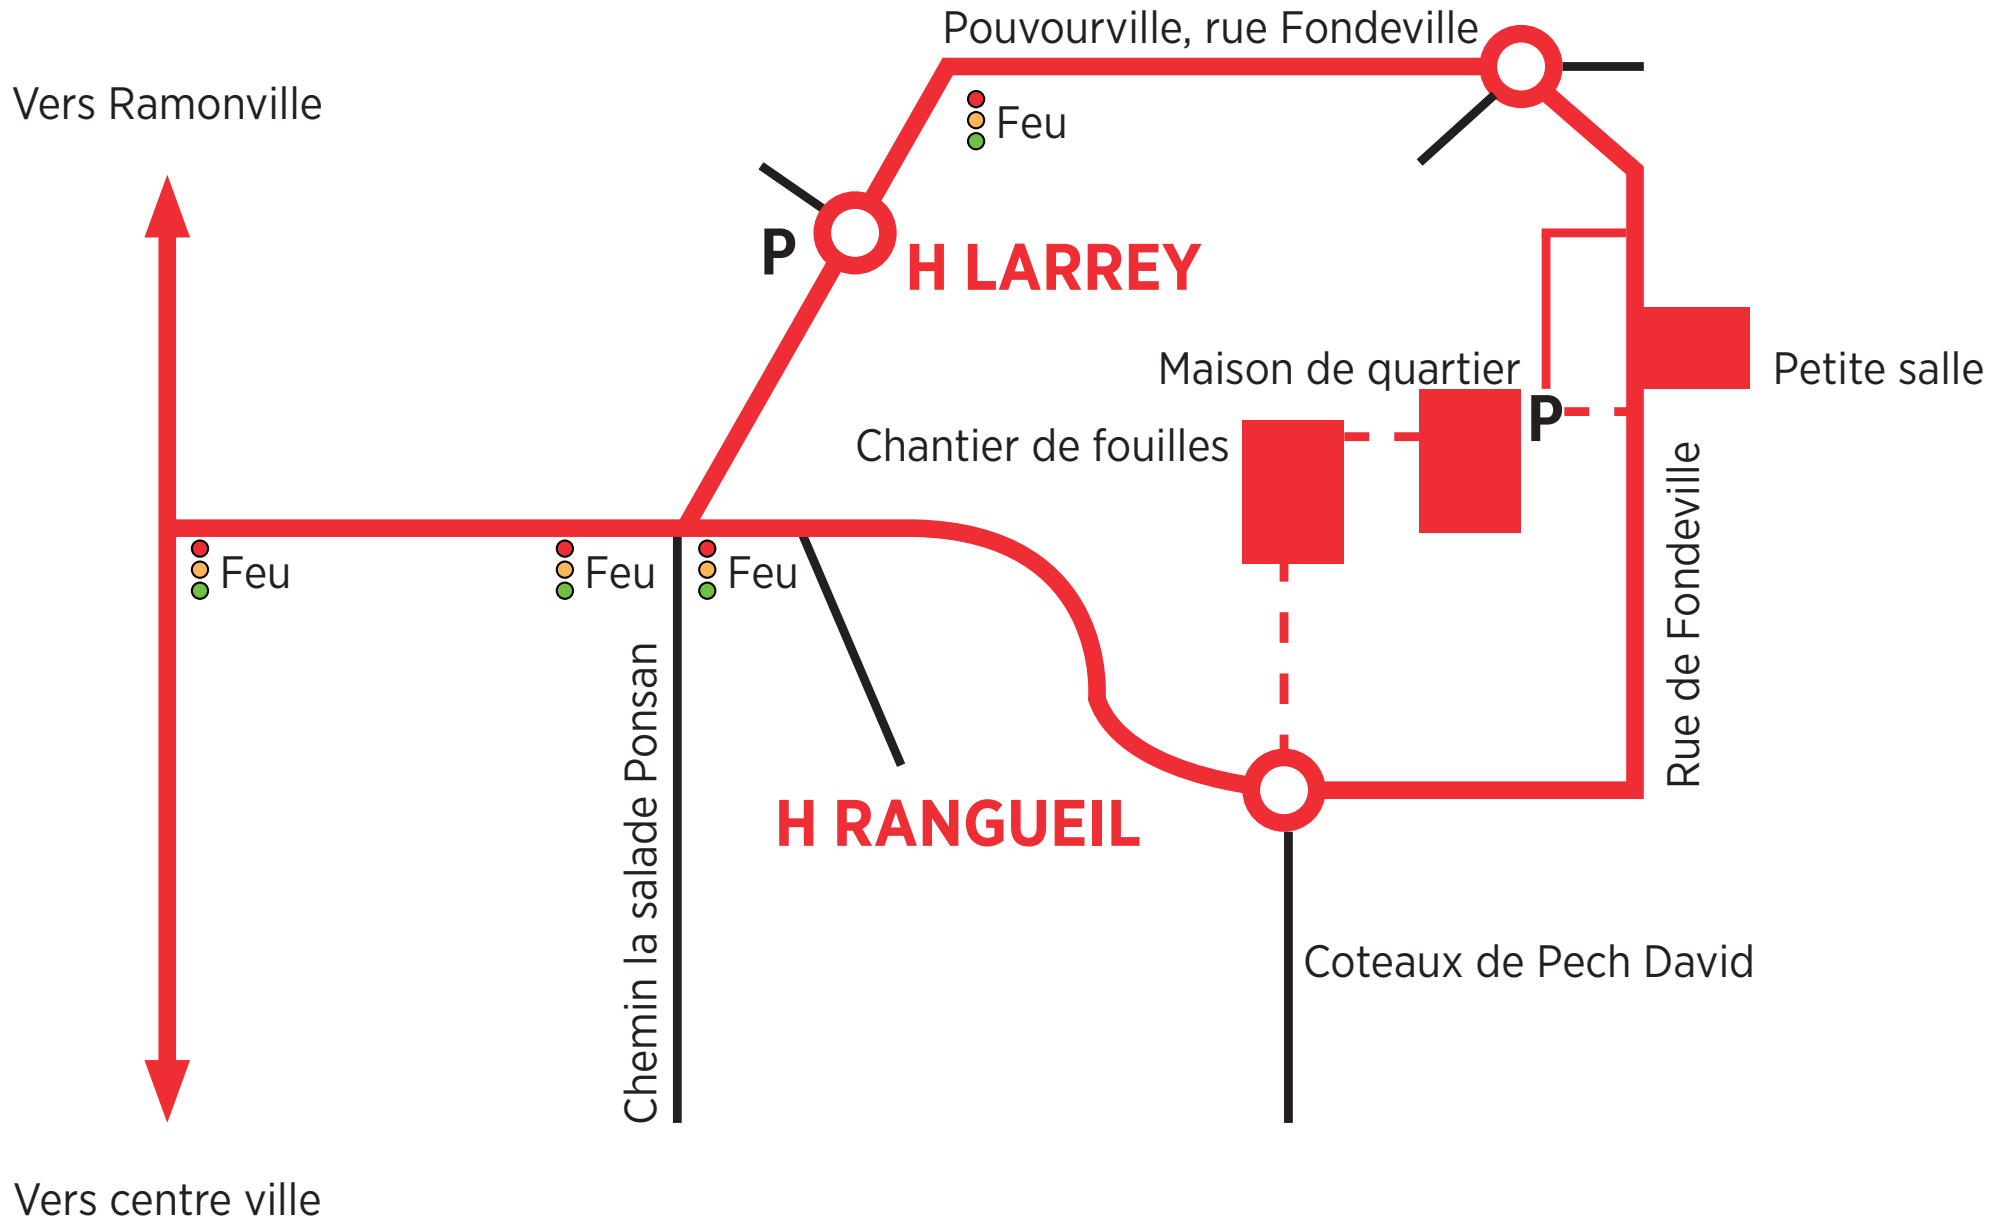 Pouvourville, rue Fondeville
Vers Ramonville
Feu
P
H LARREY
Maison de quartier
Petite salle
P
Chantier de fouilles
Rue de Fondeville
Feu
Feu
Feu
Chemin la salade Ponsan
H RANGUEIL
Coteaux de Pech David
Vers centre ville